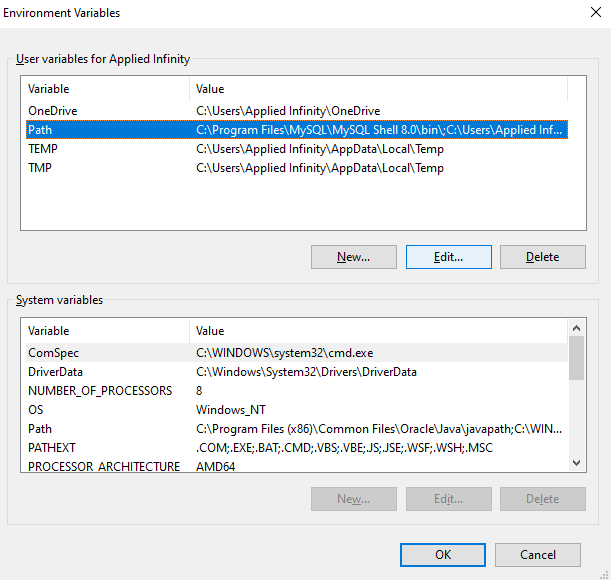 Environment Variables
User variables for Applied Infinity
Variable Value
OneDrive C:\Users\Applied Infinity\OneDrive
Path C:\Program Files\MySQL\MySQL Shell 8.0\bin\;C:\Users\Applied Inf...
TEMP C:\Users\Applied Infinity\AppData\Local\Temp
TMP C:\Users\Applied Infinity\AppData\Local\Temp
New... Edit... Delete
System variables
Variable Value
ComSpec C:\WINDOWS\system32\cmd.exe
DriverData C:\Windows\System32\Drivers\DriverData
NUMBER_OF_PROCESSORS 8
OS Windows_NT
Path C:\Program Files (x86)\Common Files\Oracle\Java\javapath;C:\WIN...
PATHEXT .COM;.EXE;.BAT;.CMD;.VBS;.VBE;.JS;.JSE;.WSF;.WSH;.MSC
PROCESSOR_ARCHITECTURE AMD64
New... Edit... Delete
OK Cancel